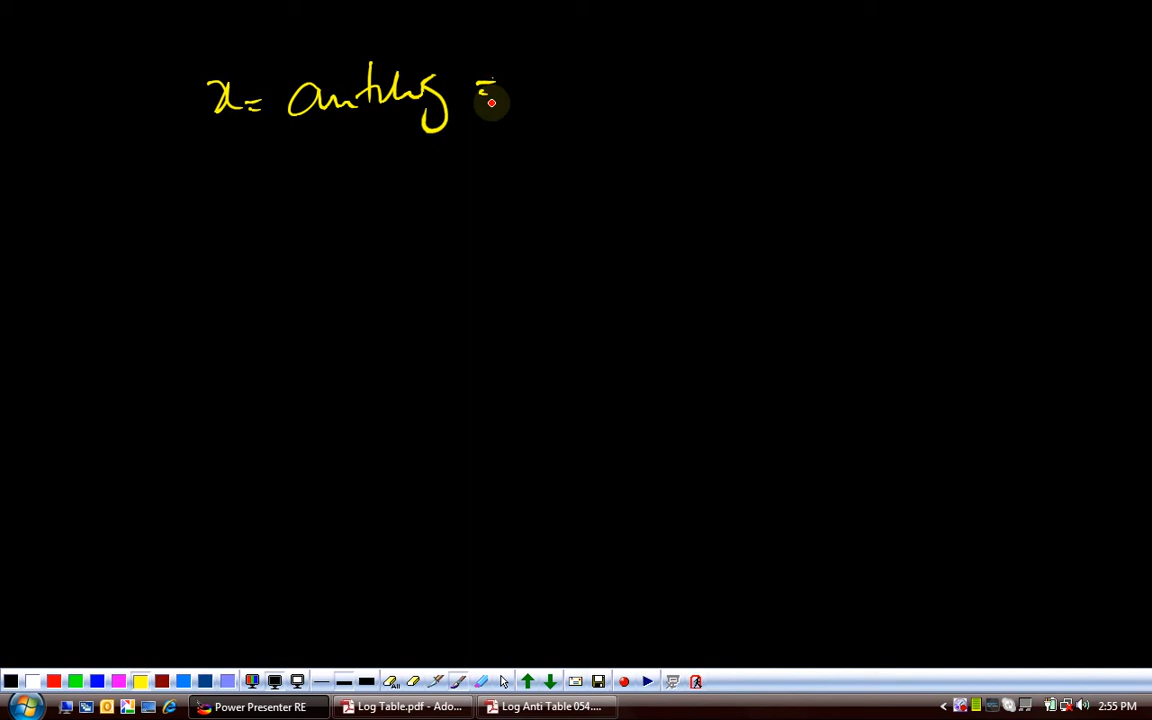 x = antilog
Power Presenter RE
Log Table.pdf - Ado...
Log Anti Table 054....
2:55 PM